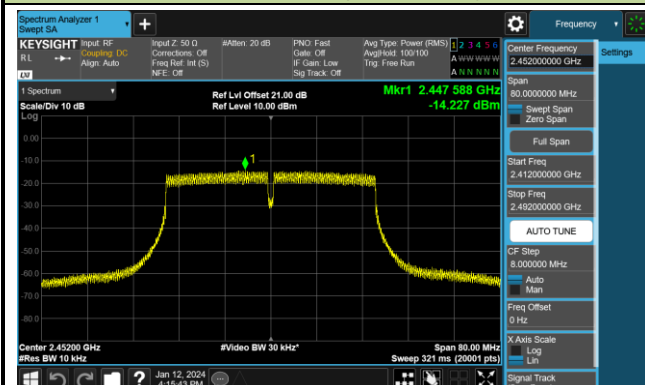 Spectrum Analyzer 1
Swept SA
+
Frequency
KEYSIGHT
RL
LXI
Input: RF
Coupling: DC
Align: Auto
Input Z: 50 Ω
Corrections: Off
Freq Ref: Int (S)
NFE: Off
#Atten: 20 dB
PNO: Fast
Gate: Off
IF Gain: Low
Sig Track: Off
Avg Type: Power (RMS)
Avg|Hold: 100/100
Trig: Free Run
1 2 3 4 5 6
A W W W W W
A N N N N N
Center Frequency
2.452000000 GHz
Settings
Span
80.0000000 MHz
Swept Span
Zero Span
Full Span
Start Freq
2.412000000 GHz
Stop Freq
2.492000000 GHz
AUTO TUNE
CF Step
8.000000 MHz
Auto
Man
Freq Offset
0 Hz
X Axis Scale
Log
Lin
Signal Track
1 Spectrum
Scale/Div 10 dB
Log
Ref Lvl Offset 21.00 dB
Ref Level 10.00 dBm
Mkr1 2.447 588 GHz
-14.227 dBm
0.00
-10.0
1
-20.0
-30.0
-40.0
-50.0
-60.0
-70.0
-80.0
Center 2.45200 GHz
#Res BW 10 kHz
#Video BW 30 kHz*
Span 80.00 MHz
Sweep 321 ms (20001 pts)
?
Jan 12, 2024
4:15:43 PM